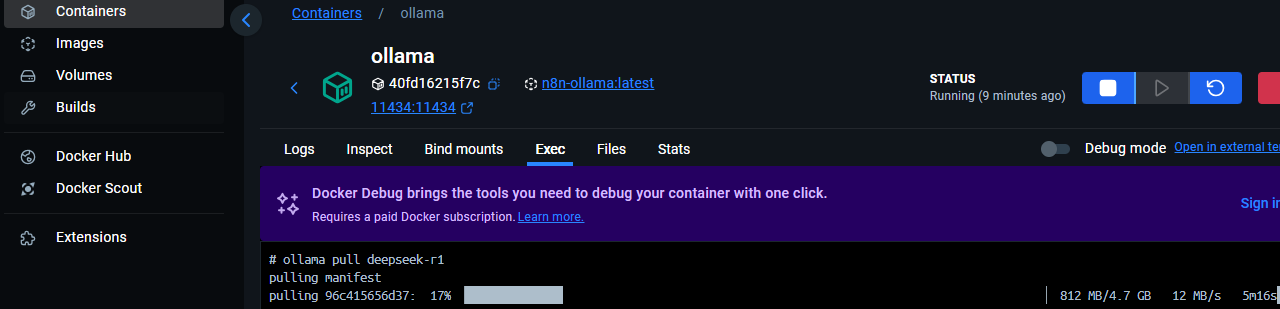 Containers
Images
Volumes
Builds
Docker Hub
Docker Scout
Extensions
Containers / ollama
ollama
40fd16215f7c n8n-ollama:latest
11434:11434
STATUS
Running (9 minutes ago)
Logs Inspect Bind mounts Exec Files Stats Debug mode Open in external te
Docker Debug brings the tools you need to debug your container with one click.
Requires a paid Docker subscription. Learn more.
Sign in
# ollama pull deepseek-r1
pulling manifest
pulling 96c415656d37: 17% 812 MB/4.7 GB 12 MB/s 5m16s